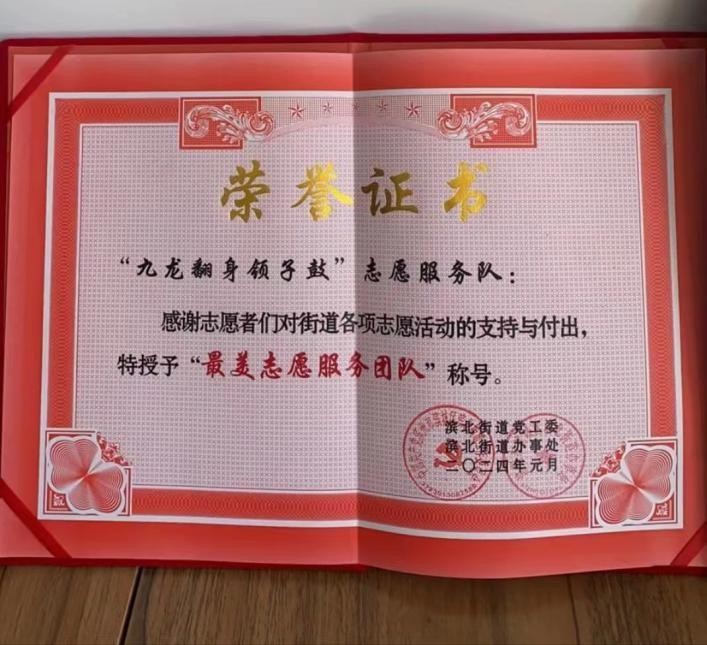 荣誉证书
“九龙翻身领子鼓”志愿服务队：
感谢志愿者们对街道各项志愿活动的支持与付出，
特授予“最美志愿服务团队”称号。
滨北街道党工委
滨北街道办事处
二〇二四年元月